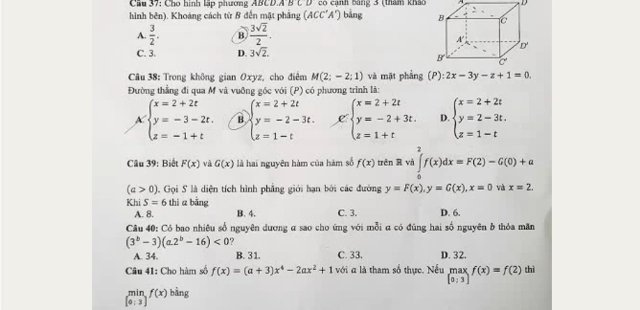 Câu 37: Cho hình lập phương ABCD.A'B'C'D' có cạnh bằng 3 (tham khảo
hình bên). Khoảng cách từ B đến mặt phẳng (ACC'A') bằng
A. 3/2. B. 3√2/2.
C. 3. D. 3√2.
B C D
A' D'
B' C'
Câu 38: Trong không gian Oxyz, cho điểm M(2; −2; 1) và mặt phẳng (P): 2x − 3y − z + 1 = 0.
Đường thẳng đi qua M và vuông góc với (P) có phương trình là:
A. {x = 2 + 2t B. {x = 2 + 2t C. {x = 2 + 2t D. {x = 2 + 2t
y = −3 − 2t. y = −2 − 3t. y = −2 + 3t. y = 2 − 3t.
z = −1 + t z = 1 − t z = 1 + t z = 1 − t
Câu 39: Biết F(x) và G(x) là hai nguyên hàm của hàm số f(x) trên ℝ và ∫₀² f(x)dx = F(2) − G(0) + a
(a > 0). Gọi S là diện tích hình phẳng giới hạn bởi các đường y = F(x), y = G(x), x = 0 và x = 2.
Khi S = 6 thì a bằng
A. 8. B. 4. C. 3. D. 6.
Câu 40: Có bao nhiêu số nguyên dương a sao cho ứng với mỗi a có đúng hai số nguyên b thỏa mãn
(3ᵇ − 3)(a.2ᵇ − 16) < 0?
A. 34. B. 31. C. 33. D. 32.
Câu 41: Cho hàm số f(x) = (a + 3)x⁴ − 2ax² + 1 với a là tham số thực. Nếu max[0; 3] f(x) = f(2) thì
min[0; 3] f(x) bằng